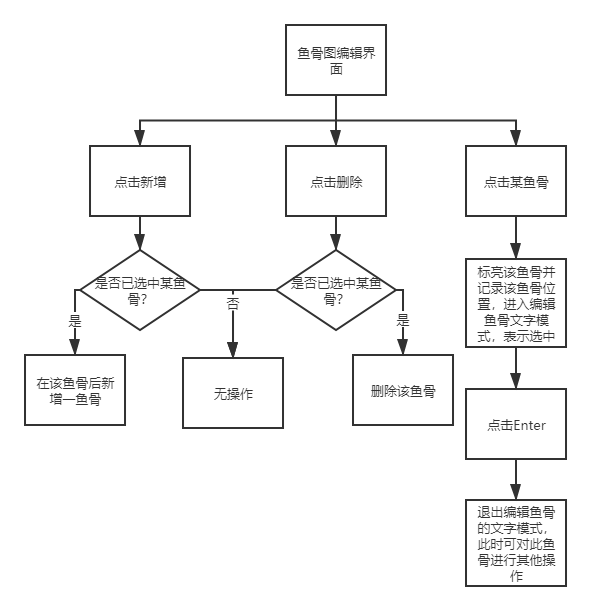 鱼骨图编辑界
面
点击新增
点击删除
点击某鱼骨
是否已选中某鱼
骨?
是否已选中某鱼
骨?
标亮该鱼骨并
记录该鱼骨位
置，进入编辑
鱼骨文字模
式，表示选中
是
否
是
在该鱼骨后新
增一鱼骨
无操作
删除该鱼骨
点击Enter
退出编辑鱼骨
的文字模式，
此时可对此鱼
骨进行其他操
作